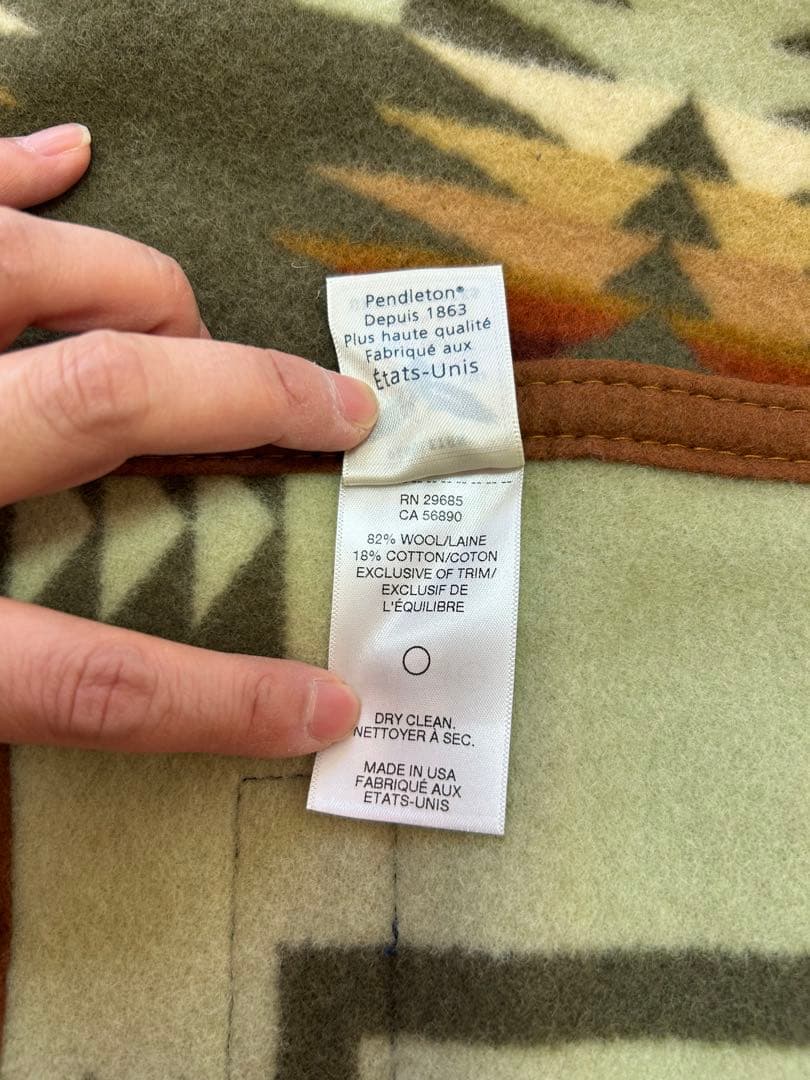 Pendleton®
Depuis 1863
Plus haute qualité
Fabriqué aux
États-Unis
RN 29685
CA 56890
82% WOOL/LAINE
18% COTTON/COTON
EXCLUSIVE OF TRIM/
EXCLUSIF DE
L'ÉQUILIBRE
DRY CLEAN.
NETTOYER À SEC.
MADE IN USA
FABRIQUÉ AUX
ETATS-UNIS